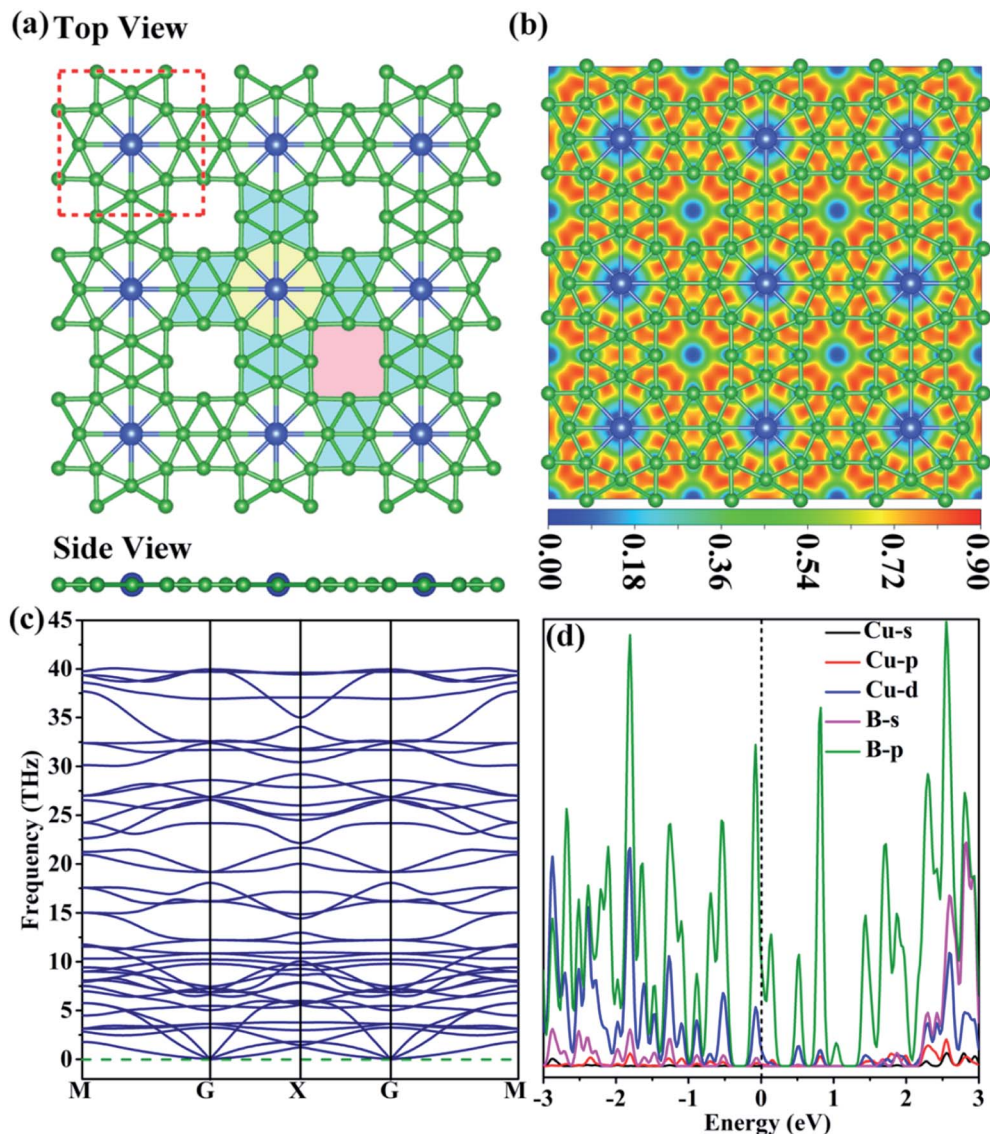 (a) Top View
(b)
Side View
0.00 0.18 0.36 0.54 0.72 0.90
(c)
45
40
35
30
25
20
15
10
5
0
Frequency (THz)
M G X G M
(d)
Cu-s
Cu-p
Cu-d
B-s
B-p
-3 -2 -1 0 1 2 3
Energy (eV)